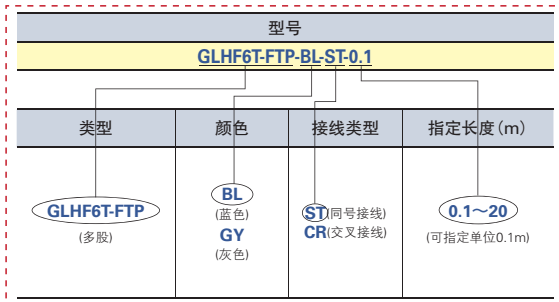 型号
GLHF6T-FTP-BL-ST-0.1
类型 颜色 接线类型 指定长度(m)
GLHF6T-FTP
(多股)
BL
(蓝色)
GY
(灰色)
ST(同号接线)
CR(交叉接线)
0.1～20
(可指定单位0.1m)